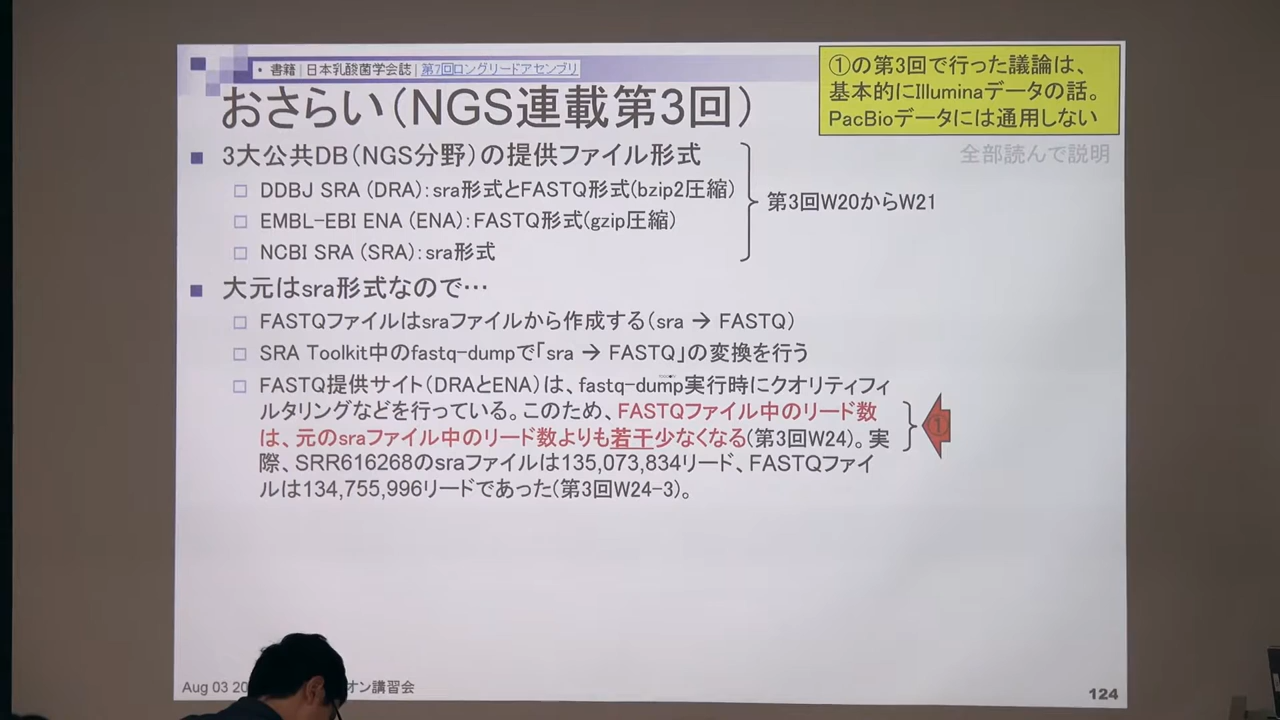 ・ 書籍 | 日本乳酸菌学会誌 | 第7回ロングリードアセンブリ
おさらい（NGS連載第3回）
①の第3回で行った議論は、
基本的にIlluminaデータの話。
PacBioデータには通用しない
全部読んで説明
3大公共DB（NGS分野）の提供ファイル形式
DDBJ SRA (DRA)：sra形式とFASTQ形式(bzip2圧縮)
EMBL-EBI ENA (ENA)：FASTQ形式(gzip圧縮)
NCBI SRA (SRA)：sra形式
第3回W20からW21
大元はsra形式なので…
FASTQファイルはsraファイルから作成する（sra → FASTQ）
SRA Toolkit中のfastq-dumpで「sra → FASTQ」の変換を行う
FASTQ提供サイト（DRAとENA）は、fastq-dump実行時にクオリティフィ
ルタリングなどを行っている。このため、FASTQファイル中のリード数
は、元のsraファイル中のリード数よりも若干少なくなる(第3回W24)。実
際、SRR616268のsraファイルは135,073,834リード、FASTQファイ
ルは134,755,996リードであった(第3回W24-3)。
①
Aug 03 20 オン講習会
124